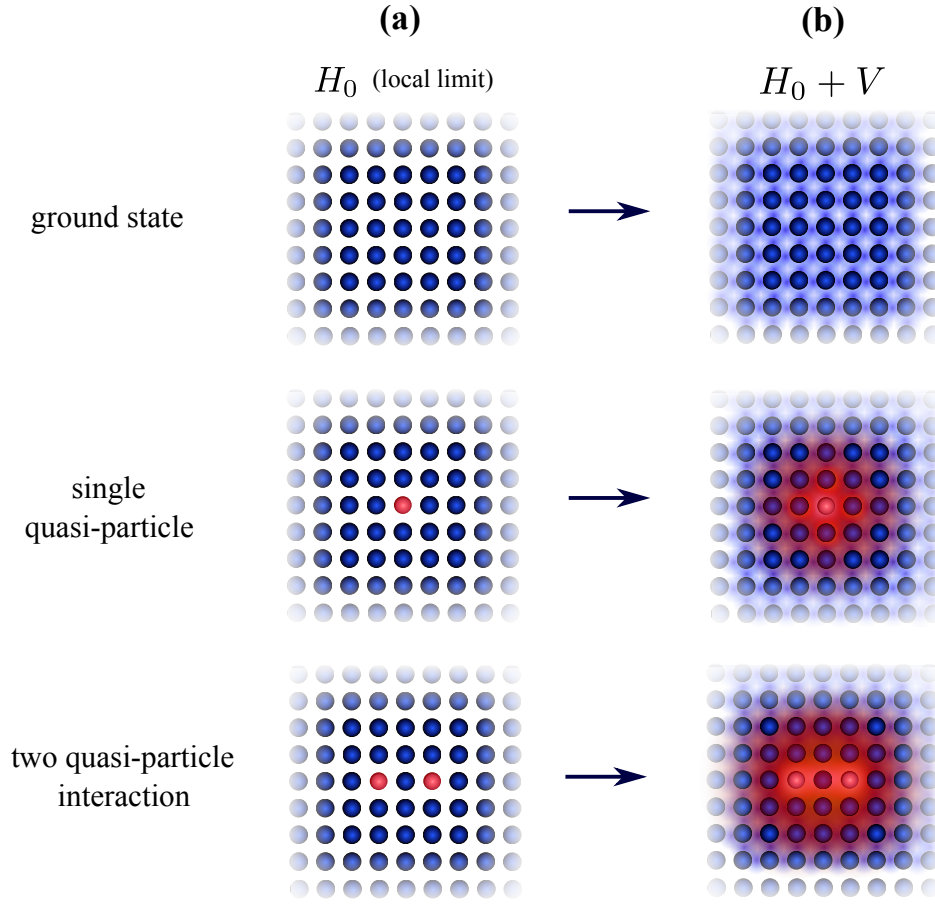 (a)
(b)
H₀ (local limit)
H₀ + V
ground state
single
quasi-particle
two quasi-particle
interaction